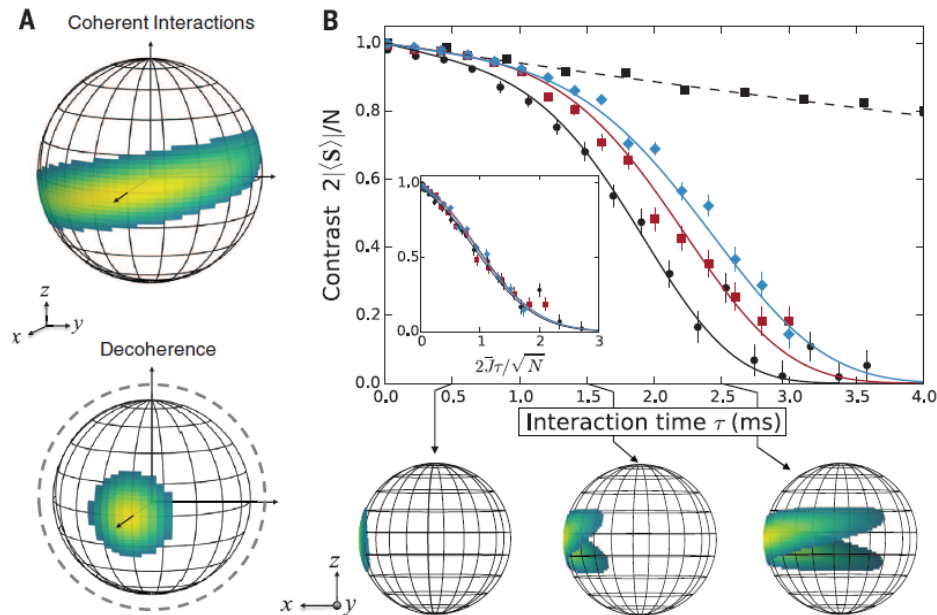 A
Coherent Interactions
z
x
y
Decoherence
B
Contrast 2|⟨S⟩|/N
1.0
0.8
0.6
0.4
0.2
0.0
1.0
0.5
0.0
0
1
2
3
2J̄τ/√N
0.0
0.5
1.0
1.5
2.0
2.5
3.0
3.5
4.0
Interaction time τ (ms)
z
x
y